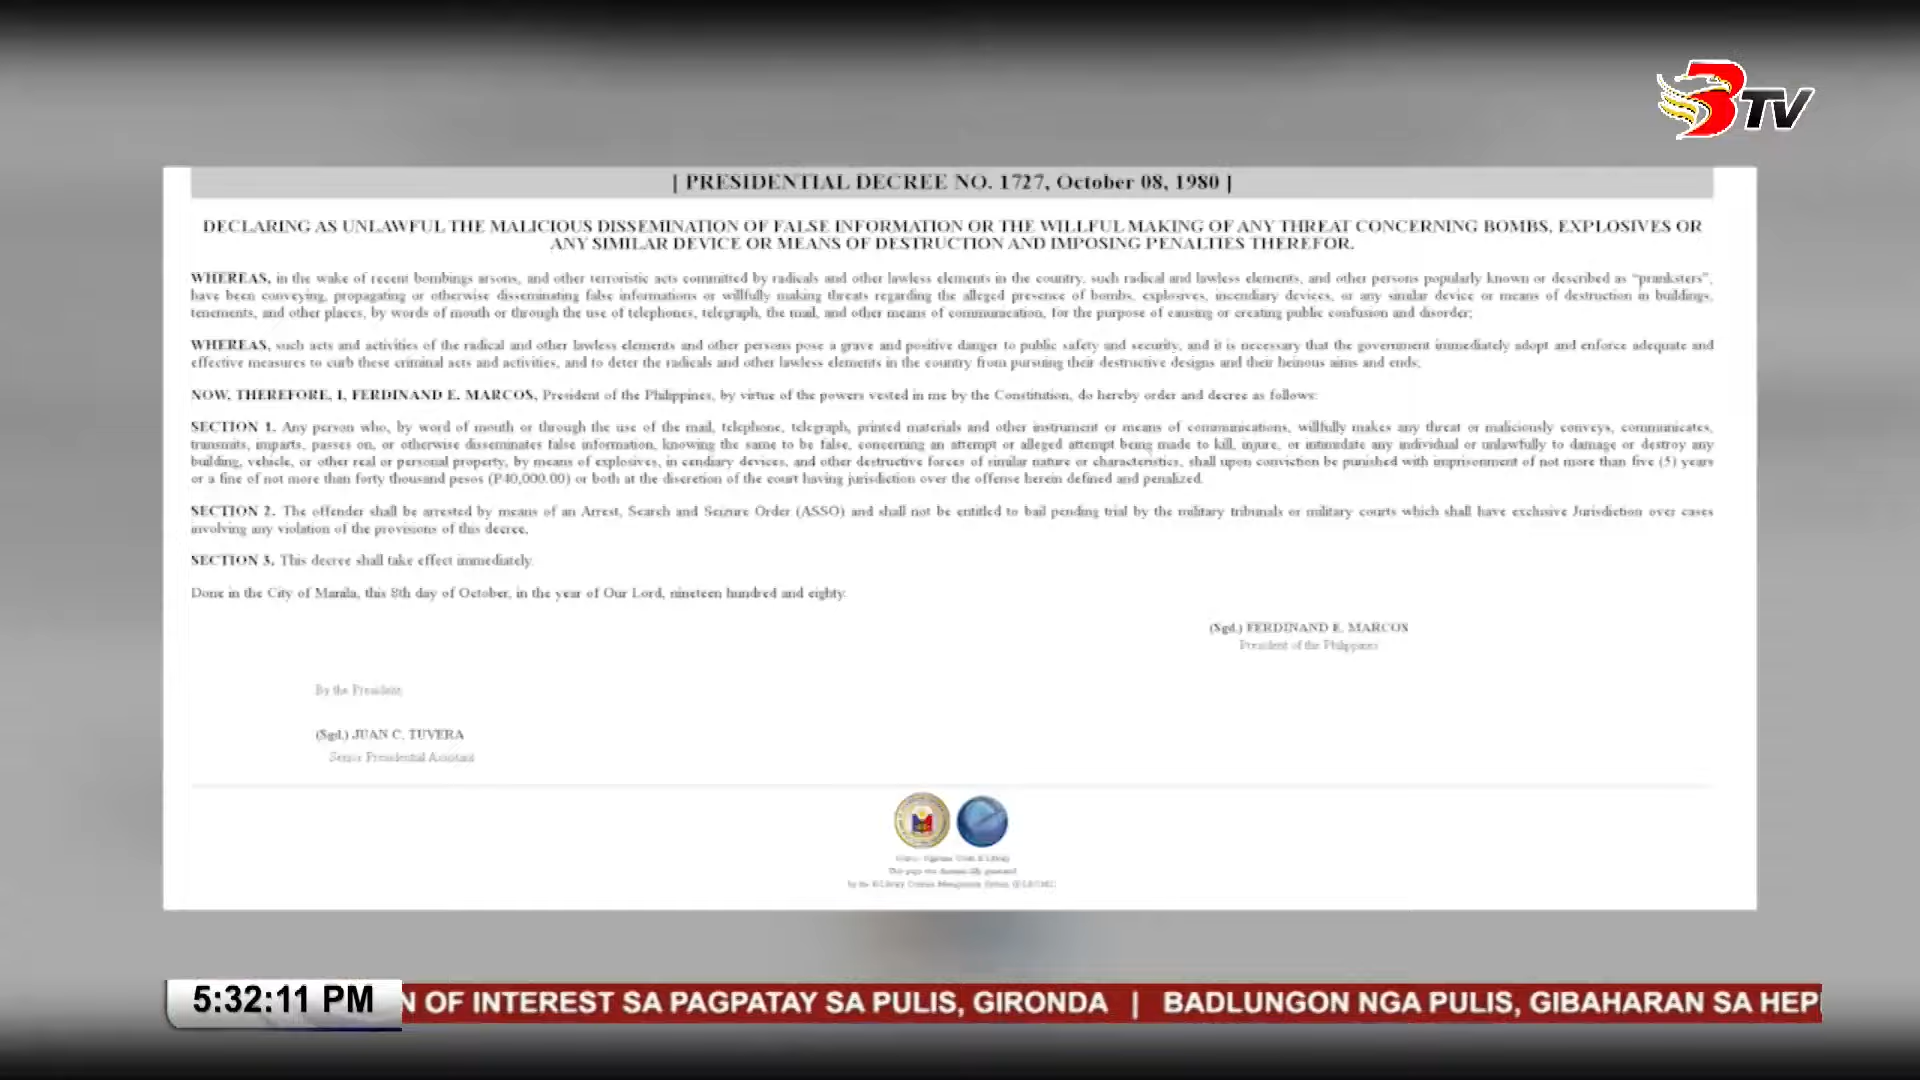 3TV
[ PRESIDENTIAL DECREE NO. 1727, October 08, 1980 ]
DECLARING AS UNLAWFUL THE MALICIOUS DISSEMINATION OF FALSE INFORMATION OR THE WILLFUL MAKING OF ANY THREAT CONCERNING BOMBS, EXPLOSIVES OR
ANY SIMILAR DEVICE OR MEANS OF DESTRUCTION AND IMPOSING PENALTIES THEREFOR.
WHEREAS, in the wake of recent bombings arsons, and other terroristic acts committed by radicals and other lawless elements in the country, such radical and lawless elements, and other persons popularly known or described as “pranksters”,
have been conveying, propagating or otherwise disseminating false informations or willfully making threats regarding the alleged presence of bombs, explosives, incendiary devices, or any similar device or means of destruction in buildings,
tenements, and other places, by words of mouth or through the use of telephones, telegraph, the mail, and other means of communication, for the purpose of causing or creating public confusion and disorder;
WHEREAS, such acts and activities of the radical and other lawless elements and other persons pose a grave and positive danger to public safety and security, and it is necessary that the government immediately adopt and enforce adequate and
effective measures to curb these criminal acts and activities, and to deter the radicals and other lawless elements in the country from pursuing their destructive designs and their heinous aims and ends;
NOW, THEREFORE, I, FERDINAND E. MARCOS, President of the Philippines, by virtue of the powers vested in me by the Constitution, do hereby order and decree as follows:
SECTION 1. Any person who, by word of mouth or through the use of the mail, telephone, telegraph, printed materials and other instrument or means of communications, willfully makes any threat or maliciously conveys, communicates,
transmits, imparts, passes on, or otherwise disseminates false information, knowing the same to be false, concerning an attempt or alleged attempt being made to kill, injure, or intimidate any individual or unlawfully to damage or destroy any
building, vehicle, or other real or personal property, by means of explosives, in cendiary devices, and other destructive forces of similar nature or characteristics, shall upon conviction be punished with imprisonment of not more than five (5) years
or a fine of not more than forty thousand pesos (P40,000.00) or both at the discretion of the court having jurisdiction over the offense herein defined and penalized.
SECTION 2. The offender shall be arrested by means of an Arrest, Search and Seizure Order (ASSO) and shall not be entitled to bail pending trial by the military tribunals or military courts which shall have exclusive Jurisdiction over cases
involving any violation of the provisions of this decree.
SECTION 3. This decree shall take effect immediately.
Done in the City of Manila, this 8th day of October, in the year of Our Lord, nineteen hundred and eighty.
(Sgd.) FERDINAND E. MARCOS
President of the Philippines
By the President:
(Sgd.) JUAN C. TUVERA
Senior Presidential Assistant
5:32:11 PM N OF INTEREST SA PAGPATAY SA PULIS, GIRONDA | BADLUNGON NGA PULIS, GIBAHARAN SA HEP